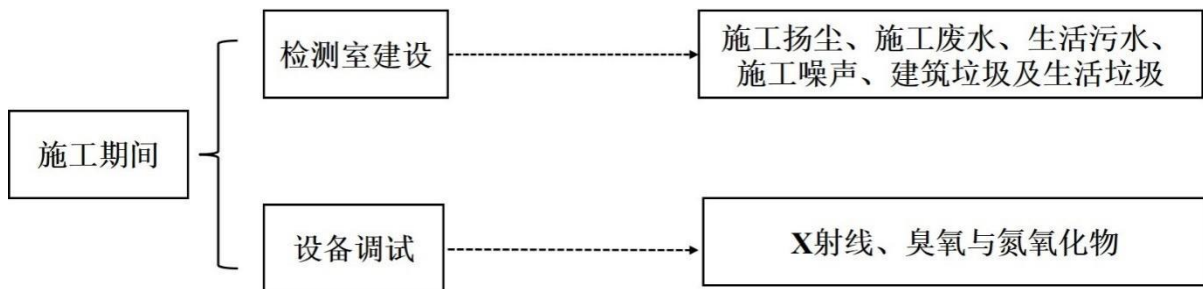 施工期间
检测室建设
施工扬尘、施工废水、生活污水、
施工噪声、建筑垃圾及生活垃圾
设备调试
X射线、臭氧与氮氧化物